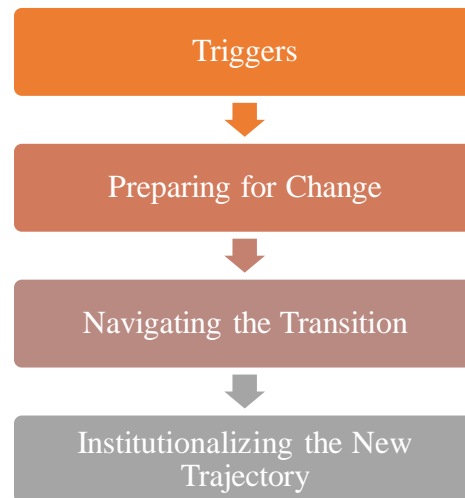 Triggers
Preparing for Change
Navigating the Transition
Institutionalizing the New
Trajectory